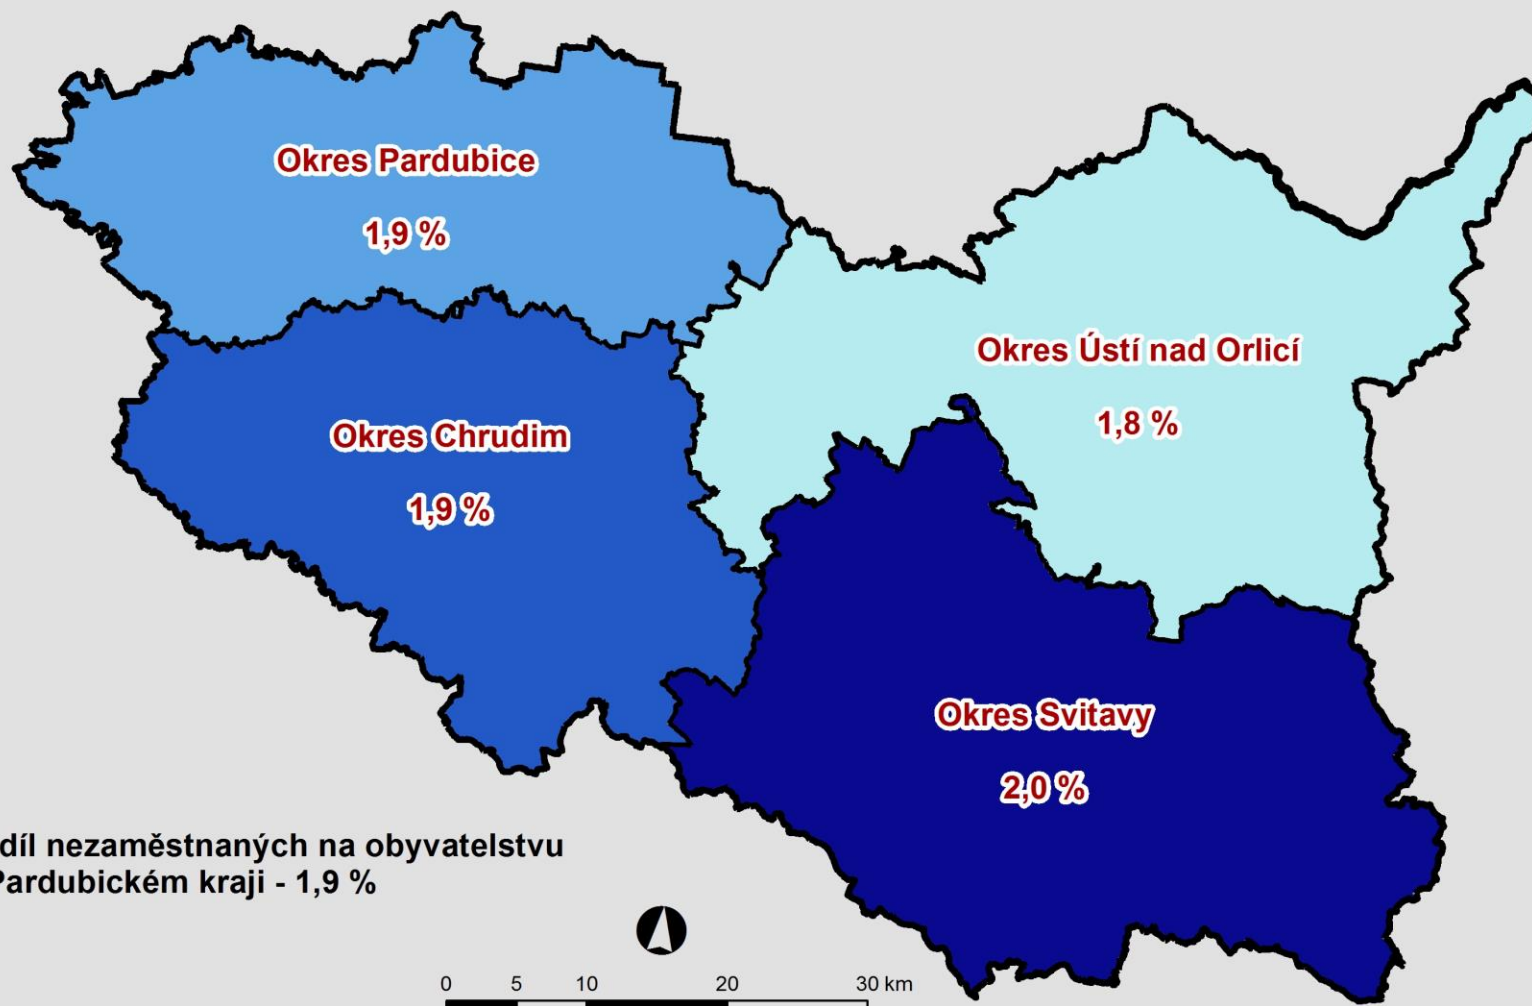 Okres Pardubice
1,9 %
Okres Ústí nad Orlicí
1,8 %
Okres Chrudim
1,9 %
Okres Svitavy
2,0 %
díl nezaměstnaných na obyvatelstvu
Pardubickém kraji - 1,9 %
0 5 10 20 30 km